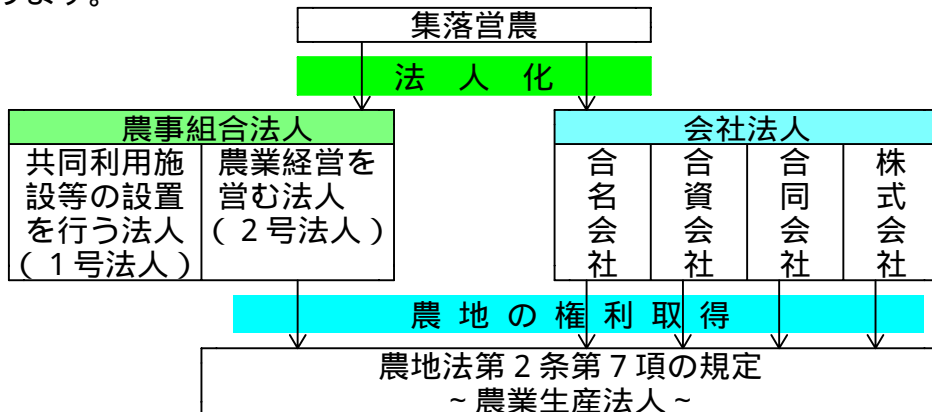 ります。
集落営農
法人化
農事組合法人
共同利用施
設等の設置
を行う法人
(1号法人)
農業経営を
営む法人
(2号法人)
会社法人
合名会社
合資会社
合同会社
株式会社
農地の権利取得
農地法第2条第7項の規定
~農業生産法人~